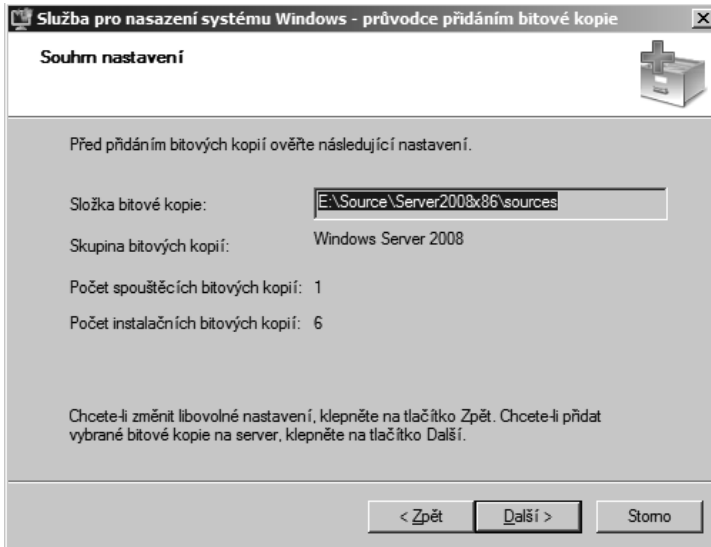 Služba pro nasazení systému Windows - průvodce přidáním bitové kopie
Souhrn nastavení
Před přidáním bitových kopií ověřte následující nastavení.
Složka bitové kopie: E:\Source\Server2008x86\sources
Skupina bitových kopií: Windows Server 2008
Počet spouštěcích bitových kopií: 1
Počet instalačních bitových kopií: 6
Chcete-li změnit libovolné nastavení, klepněte na tlačítko Zpět. Chcete-li přidat
vybrané bitové kopie na server, klepněte na tlačítko Další.
< Zpět Další > Storno